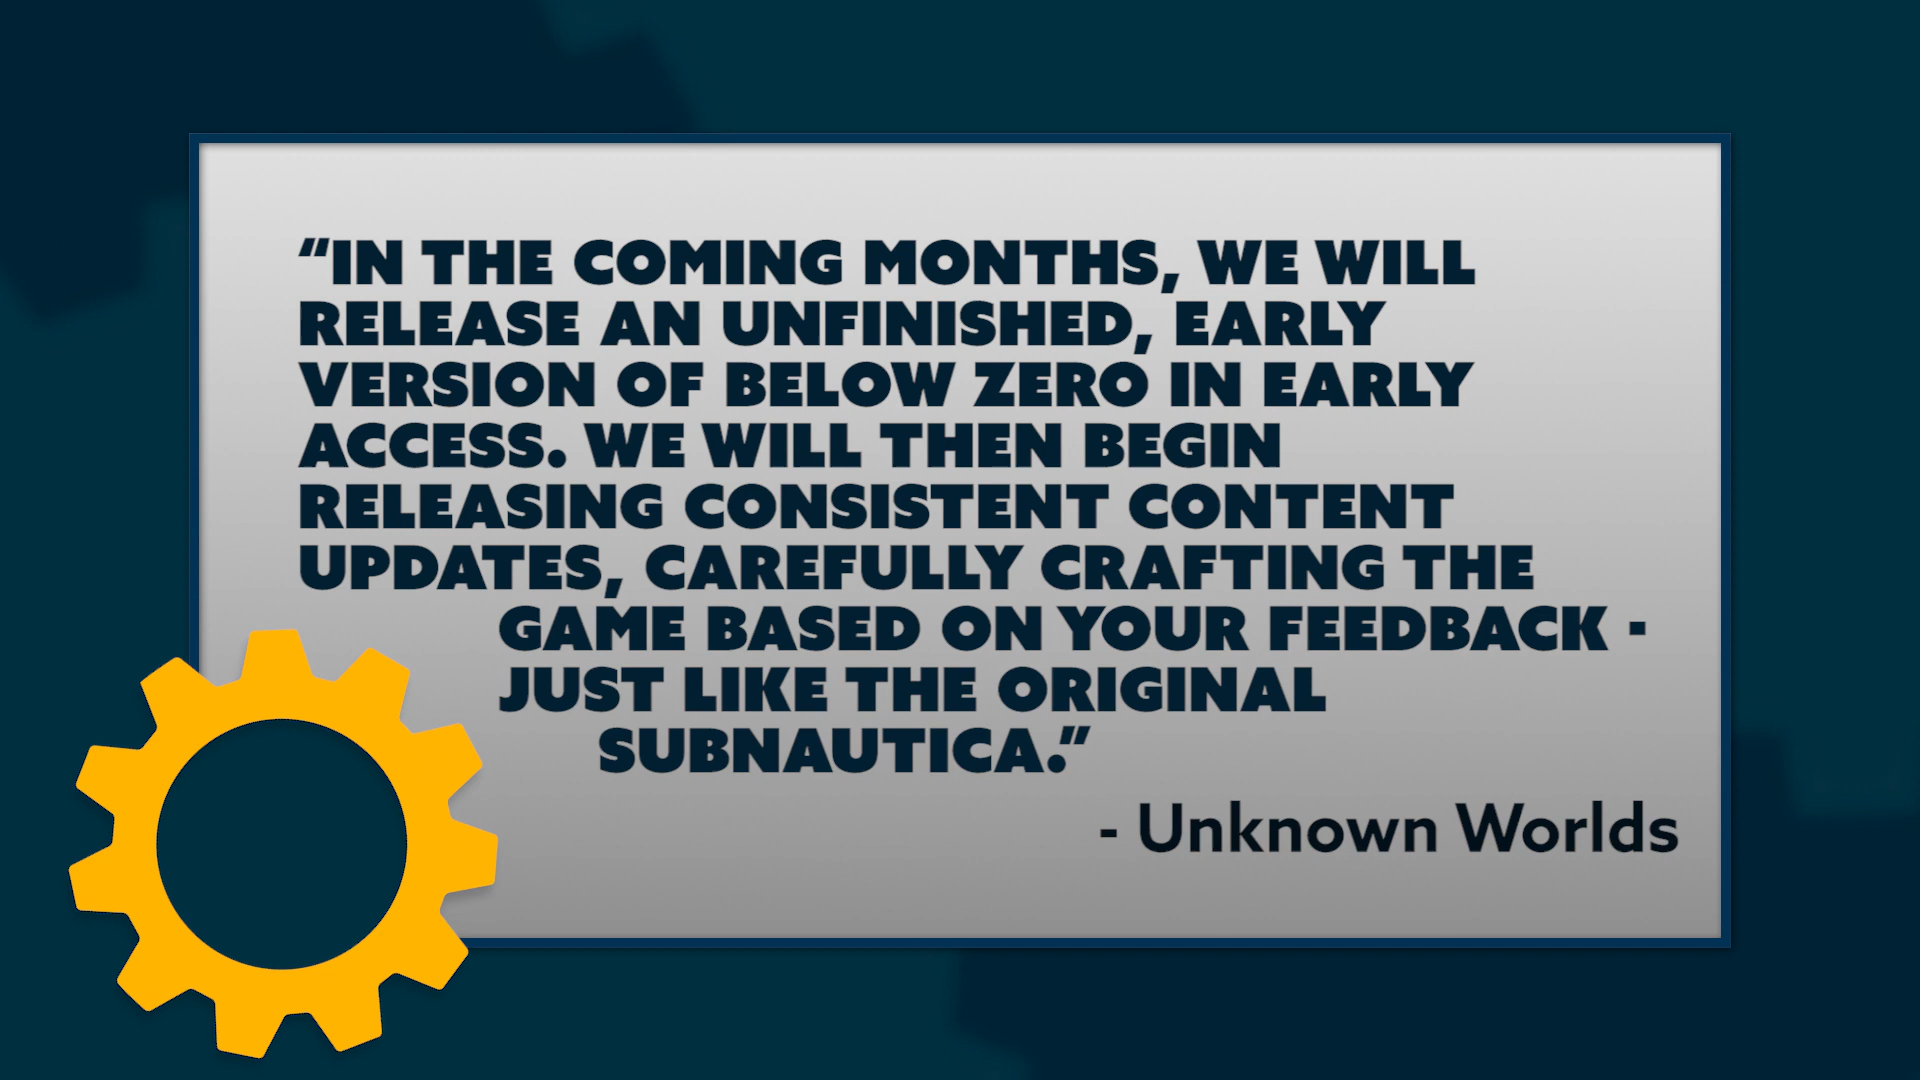 “IN THE COMING MONTHS, WE WILL
RELEASE AN UNFINISHED, EARLY
VERSION OF BELOW ZERO IN EARLY
ACCESS. WE WILL THEN BEGIN
RELEASING CONSISTENT CONTENT
UPDATES, CAREFULLY CRAFTING THE
GAME BASED ON YOUR FEEDBACK -
JUST LIKE THE ORIGINAL
SUBNAUTICA.”
- Unknown Worlds